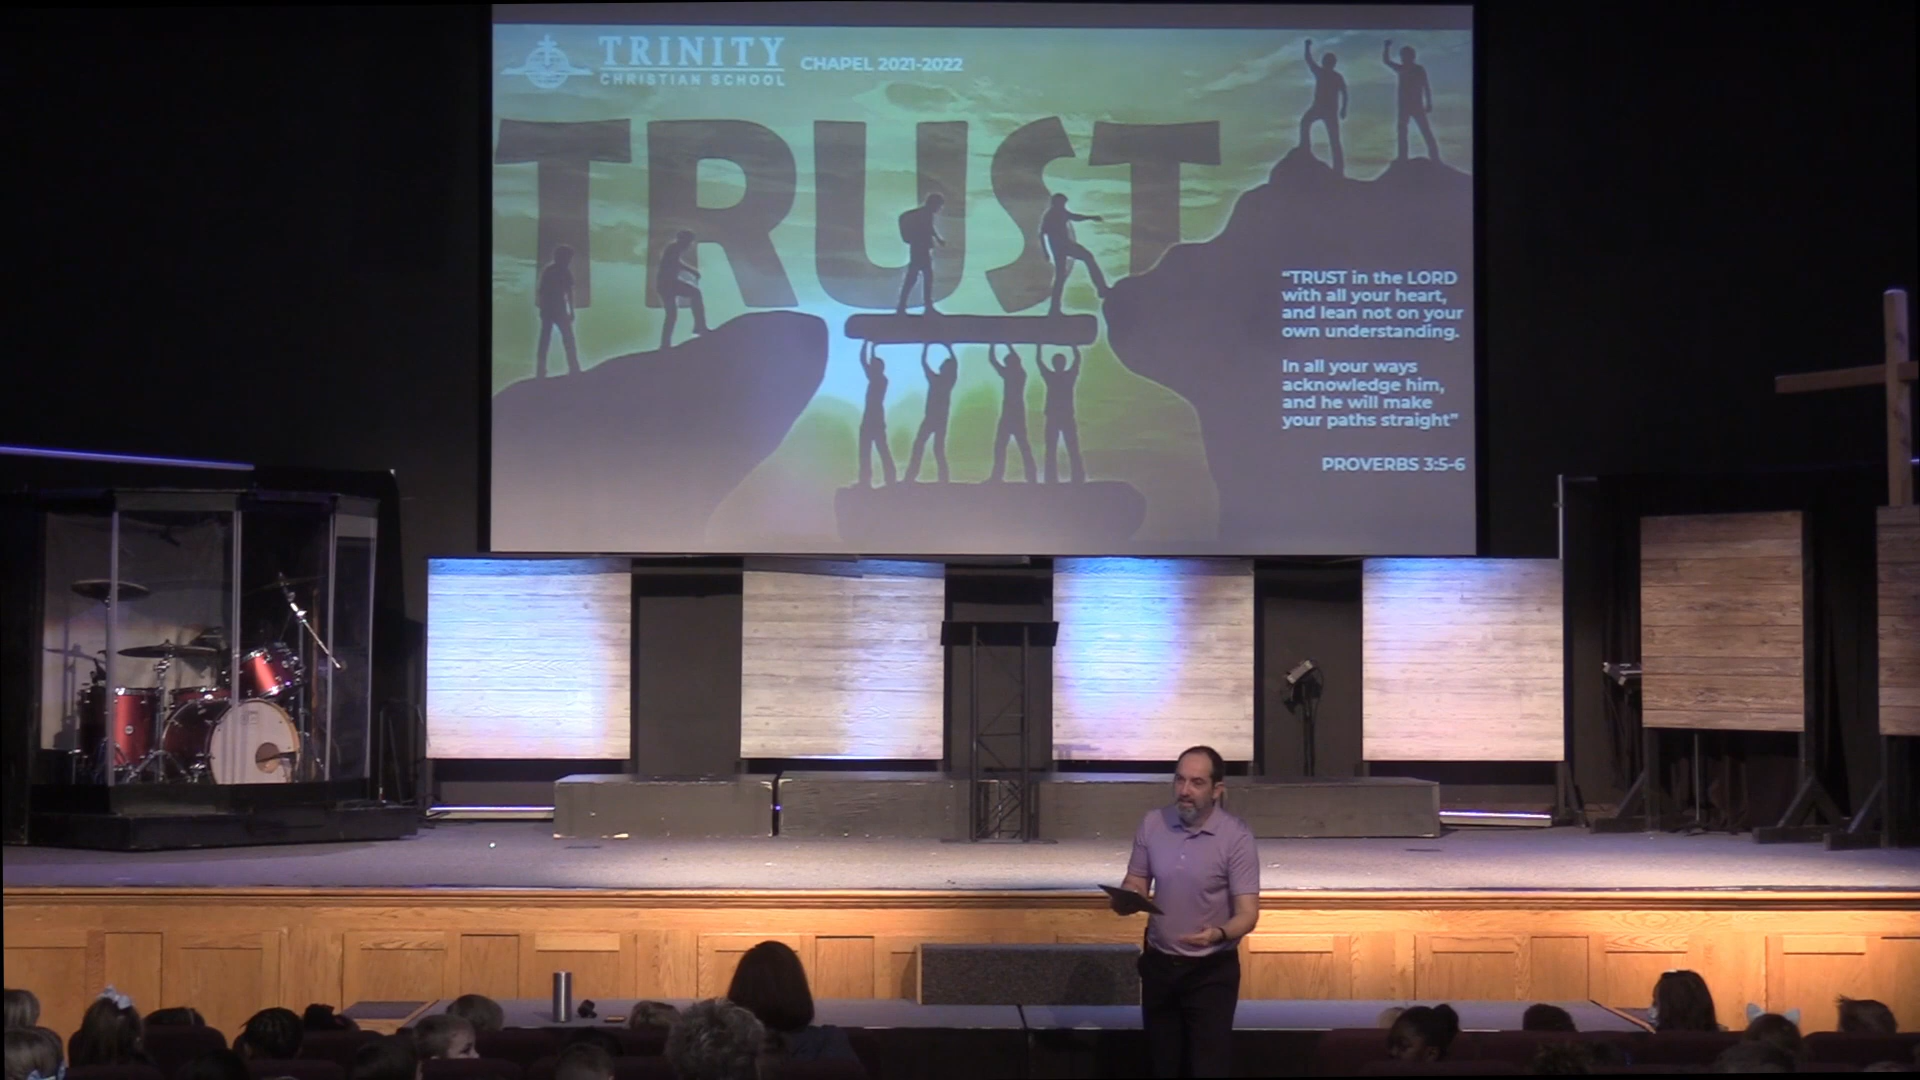 TRINITY
CHRISTIAN SCHOOL
CHAPEL 2021-2022
TRUST
“TRUST in the LORD
with all your heart,
and lean not on your
own understanding.
In all your ways
acknowledge him,
and he will make
your paths straight”
PROVERBS 3:5-6